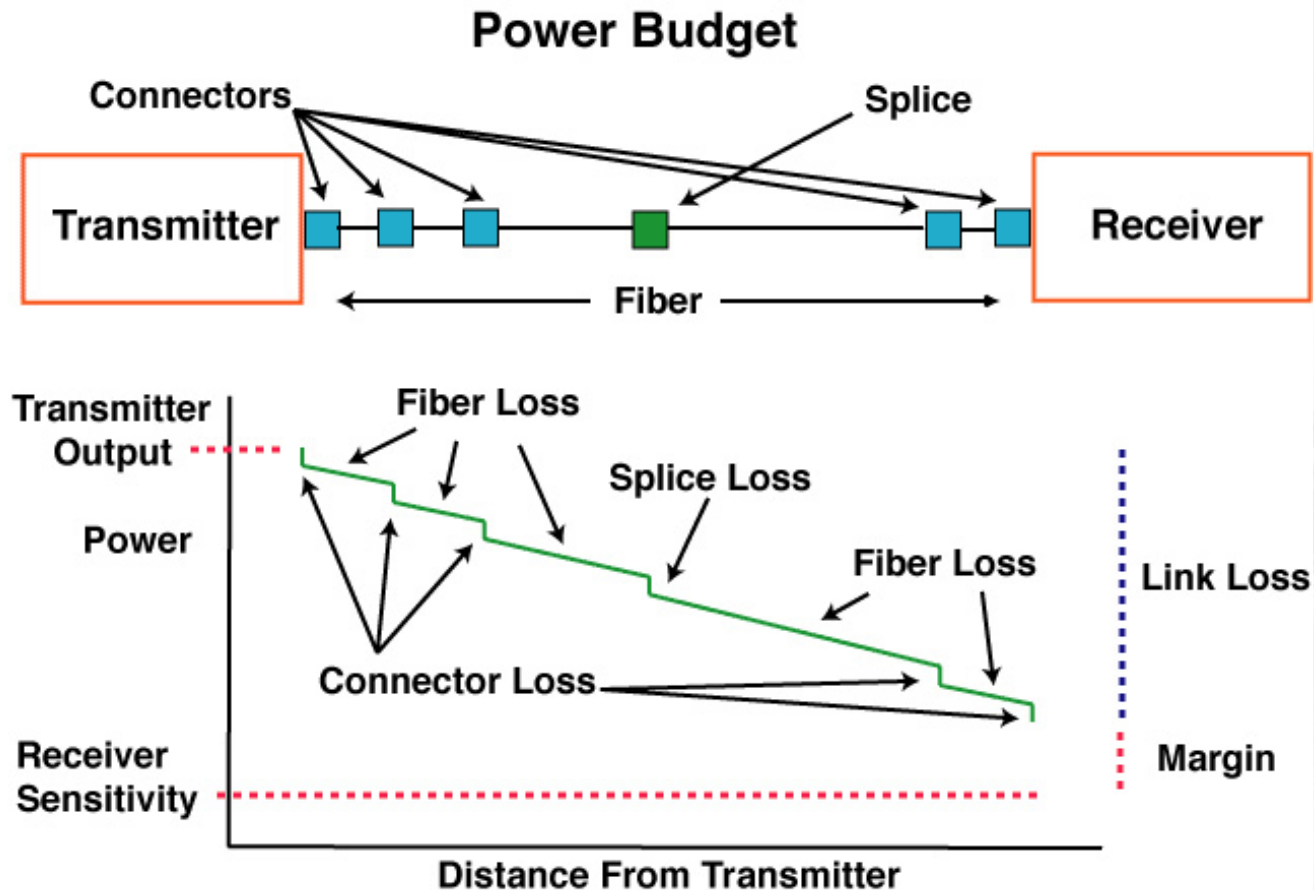 Power Budget
Connectors
Splice
Transmitter
Receiver
Fiber
Transmitter
Output
Fiber Loss
Splice Loss
Power
Fiber Loss
Link Loss
Connector Loss
Receiver
Sensitivity
Margin
Distance From Transmitter